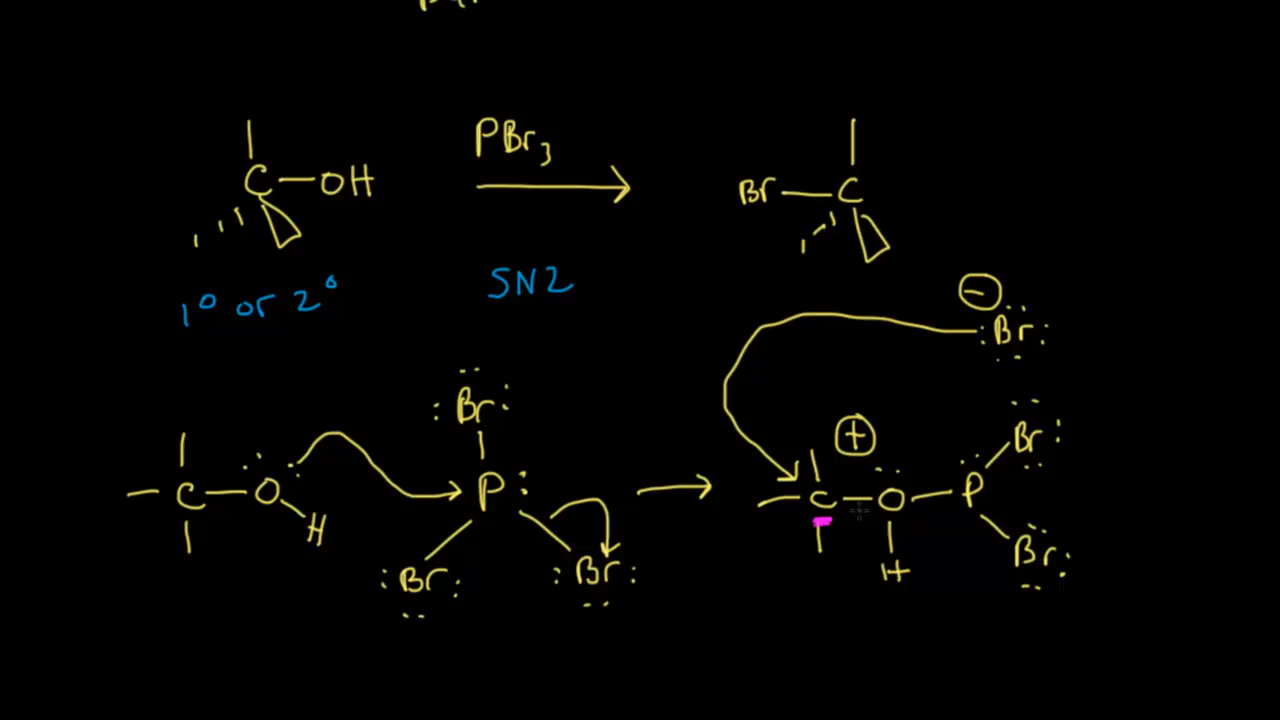 C—OH PBr₃ Br—C
1° or 2° SN2
⊖
:Br:
Br ⊕ Br
C—O P: C—O—P
H
:Br: :Br: H Br: